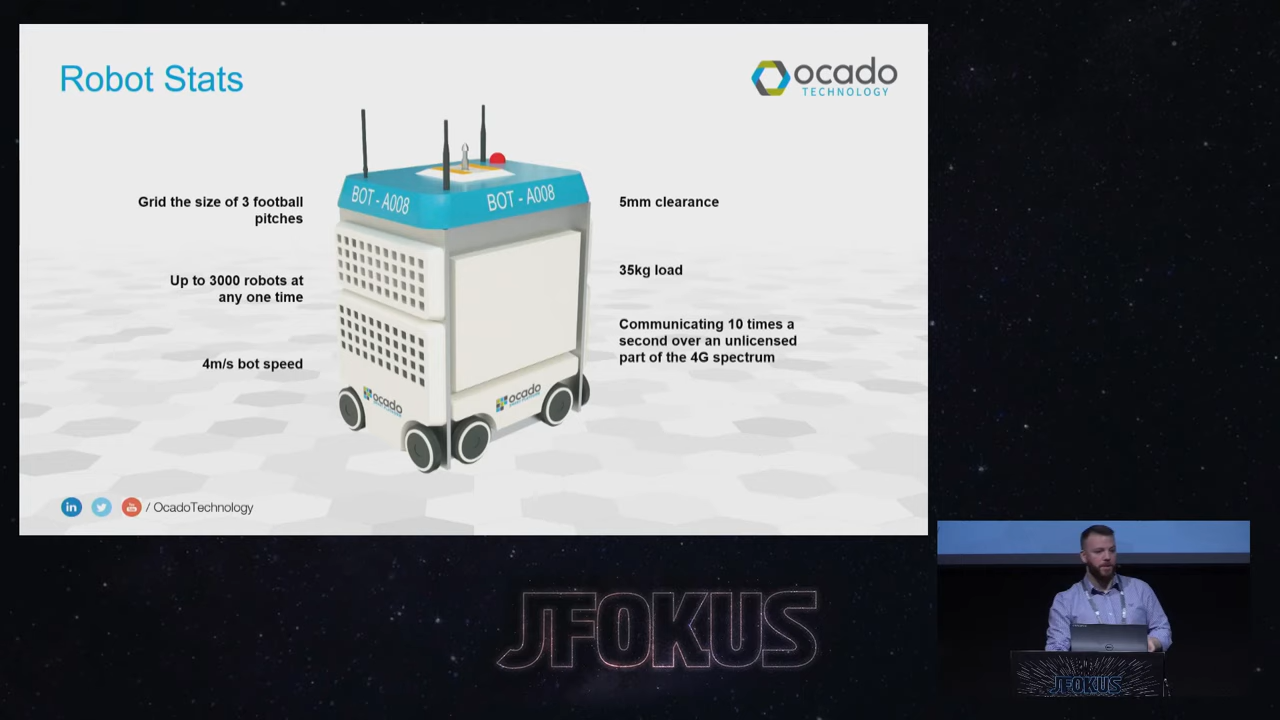 Robot Stats
ocado
TECHNOLOGY
BOT - A008
BOT - A008
Grid the size of 3 football
pitches
Up to 3000 robots at
any one time
4m/s bot speed
5mm clearance
35kg load
Communicating 10 times a
second over an unlicensed
part of the 4G spectrum
ocado
ocado
in
You
/ OcadoTechnology
JFOKUS
JFOKUS